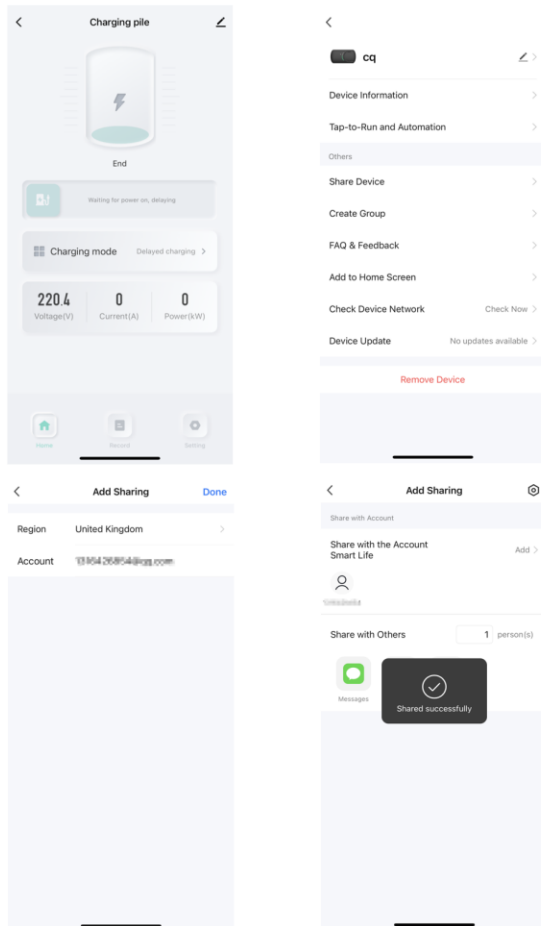 Charging pile
End
Waiting for power on, delaying
Charging mode Delayed charging
220.4 0 0
Voltage(V) Current(A) Power(kW)
Home Record Setting
cq
Device Information
Tap-to-Run and Automation
Others
Share Device
Create Group
FAQ & Feedback
Add to Home Screen
Check Device Network Check Now
Device Update No updates available
Remove Device
Add Sharing Done
Region United Kingdom
Account
Add Sharing
Share with Account
Share with the Account
Smart Life Add
Share with Others 1 person(s)
Messages
Shared successfully